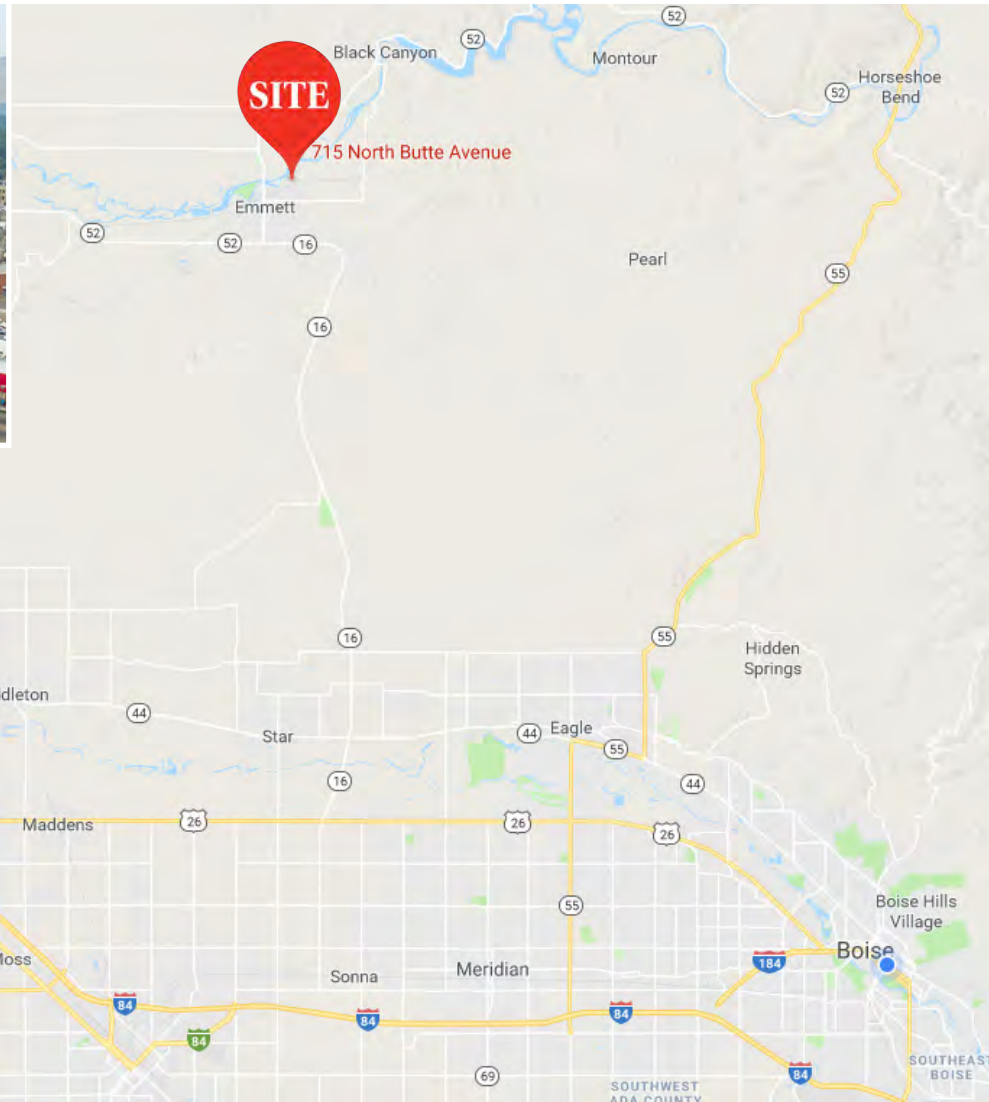 52
52
Black Canyon
Montour
Horseshoe
Bend
52
SITE
715 North Butte Avenue
Emmett
52
52
16
Pearl
55
16
16
55
Hidden
Springs
dleton
44
Star
44
Eagle
55
16
44
Maddens
26
26
26
55
Boise Hills
Village
Boise
oss
Sonna
Meridian
184
84
84
84
84
SOUTHEAST
BOISE
69
84
SOUTHWEST
ADA COUNTY